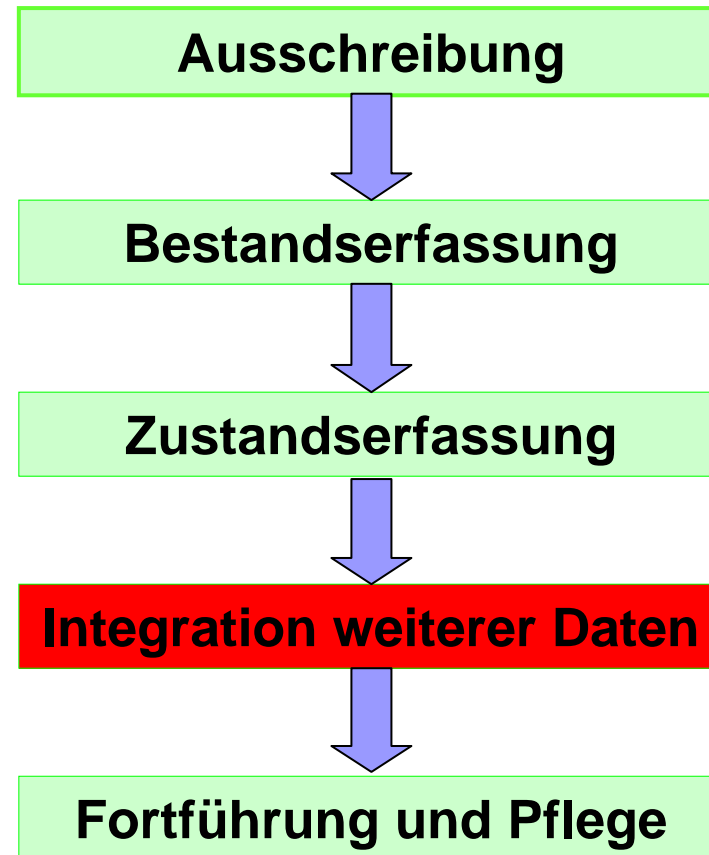 Ausschreibung
Bestandserfassung
Zustandserfassung
Integration weiterer Daten
Fortführung und Pflege